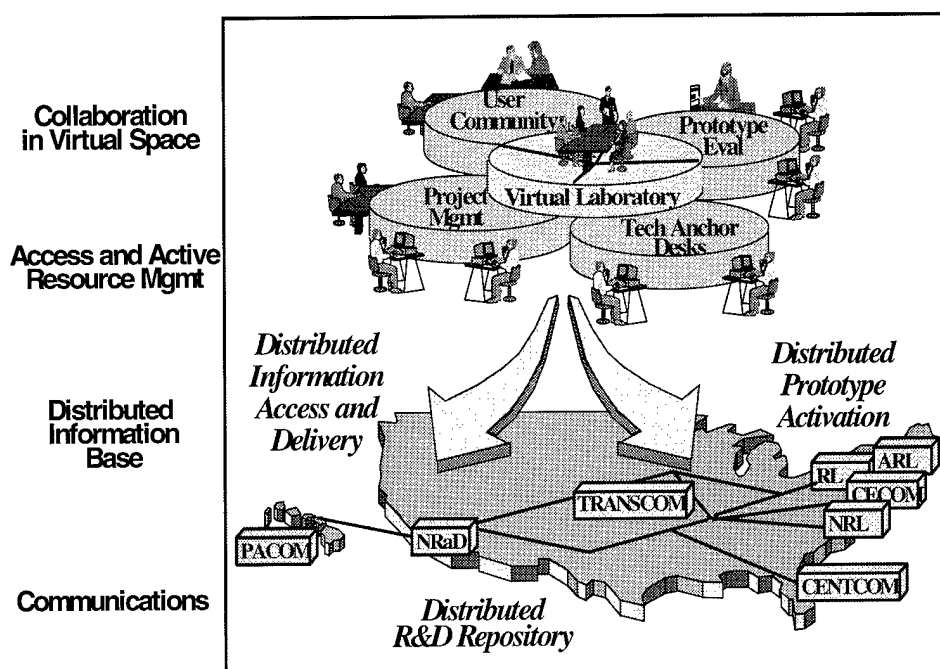 Collaboration
in Virtual Space
Access and Active
Resource Mgmt
Distributed
Information
Base
Communications
User
Community
Prototype
Eval
Virtual Laboratory
Project
Mgmt
Tech Anchor
Desks
Distributed
Information
Access and
Delivery
Distributed
Prototype
Activation
RL
ARL
CECOM
TRANSCOM
NRL
PACOM
NRaD
CENTCOM
Distributed
R&D Repository